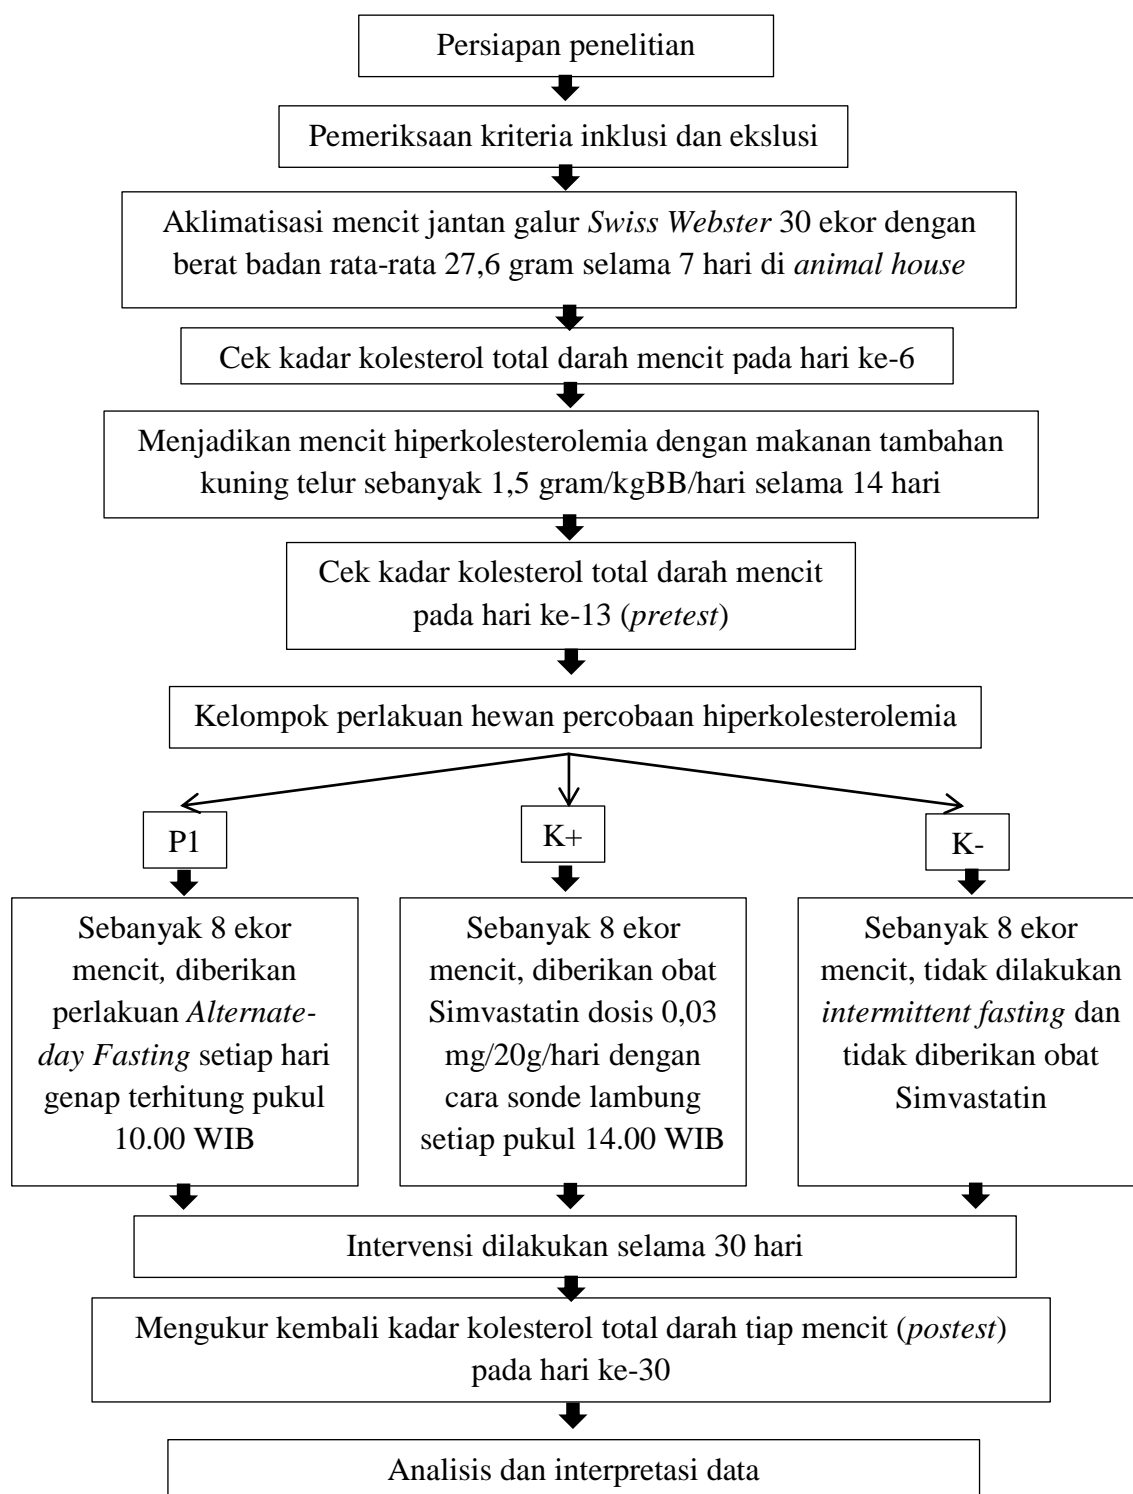 Persiapan penelitian
Pemeriksaan kriteria inklusi dan ekslusi
Aklimatisasi mencit jantan galur Swiss Webster 30 ekor dengan
berat badan rata-rata 27,6 gram selama 7 hari di animal house
Cek kadar kolesterol total darah mencit pada hari ke-6
Menjadikan mencit hiperkolesterolemia dengan makanan tambahan
kuning telur sebanyak 1,5 gram/kgBB/hari selama 14 hari
Cek kadar kolesterol total darah mencit
pada hari ke-13 (pretest)
Kelompok perlakuan hewan percobaan hiperkolesterolemia
P1
K+
K-
Sebanyak 8 ekor
mencit, diberikan
perlakuan Alternate-
day Fasting setiap hari
genap terhitung pukul
10.00 WIB
Sebanyak 8 ekor
mencit, diberikan obat
Simvastatin dosis 0,03
mg/20g/hari dengan
cara sonde lambung
setiap pukul 14.00 WIB
Sebanyak 8 ekor
mencit, tidak dilakukan
intermittent fasting dan
tidak diberikan obat
Simvastatin
Intervensi dilakukan selama 30 hari
Mengukur kembali kadar kolesterol total darah tiap mencit (postest)
pada hari ke-30
Analisis dan interpretasi data